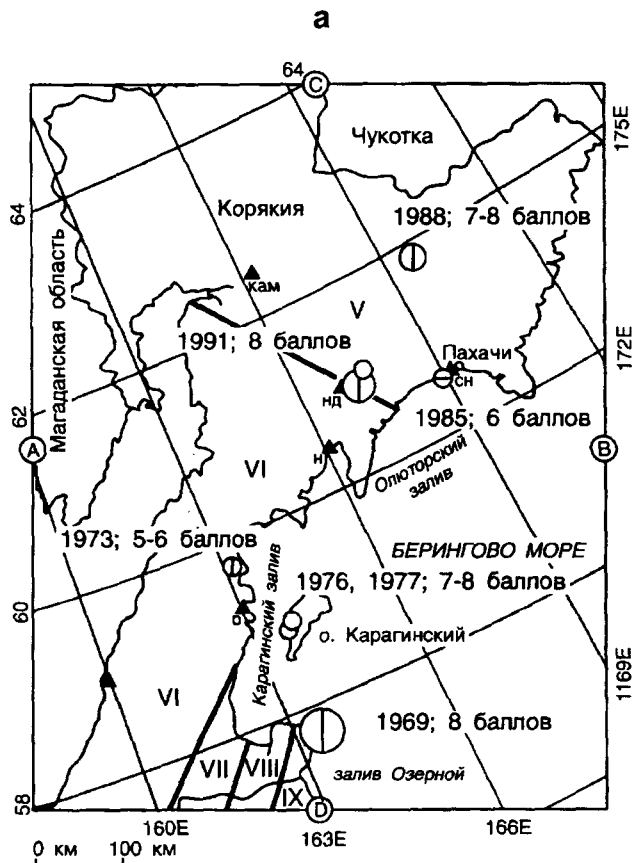 а
64
C
175E
Чукотка
64
Корякия
1988; 7-8 баллов
Магаданская область
кам
V
1991; 8 баллов
172E
Пахачи
сн
нд
62
1985; 6 баллов
A
н
B
VI
Олюторский
залив
1973; 5-6 баллов
БЕРИНГОВО МОРЕ
1976, 1977; 7-8 баллов
60
о
Карагинский залив
о. Карагинский
1169E
VI
1969; 8 баллов
VII
VIII
залив Озерной
IX
58
D
160E
163E
166E
0 км
100 км